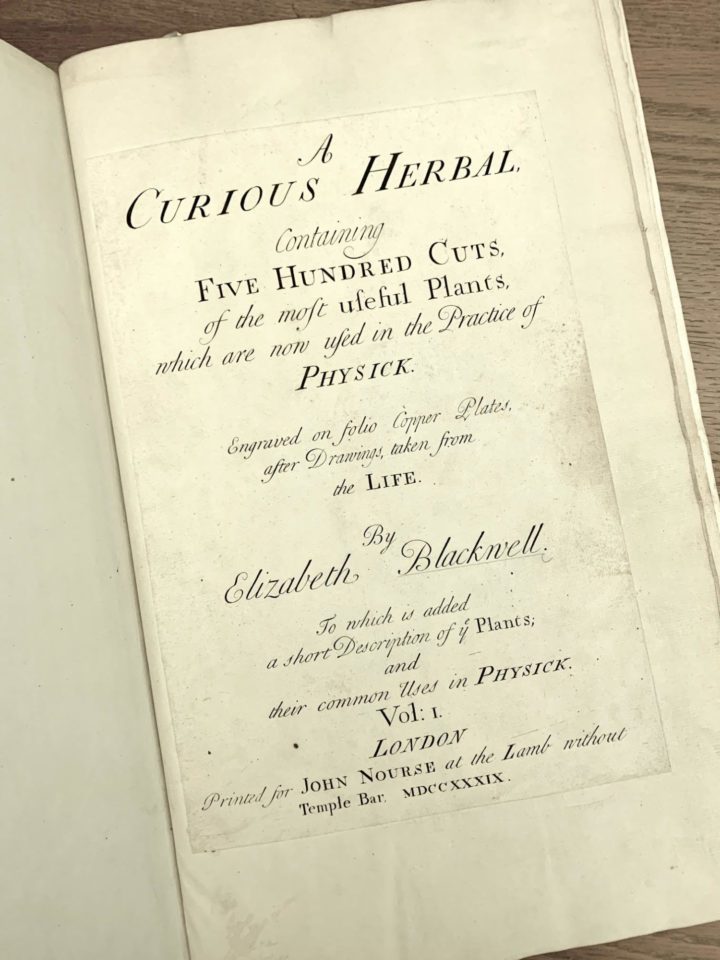 A
CURIOUS HERBAL,
Containing
FIVE HUNDRED CUTS,
of the moſt uſeful Plants,
which are now uſed in the Practice of
PHYSICK.
Engraved on folio Copper Plates,
after Drawings, taken from
the LIFE.
By
Elizabeth Blackwell.
To which is added
a short Description of yᵉ Plants;
and
their common Uses in PHYSICK.
Vol: I.
LONDON
Printed for JOHN NOURSE at the Lamb without
Temple Bar. MDCCXXXIX.